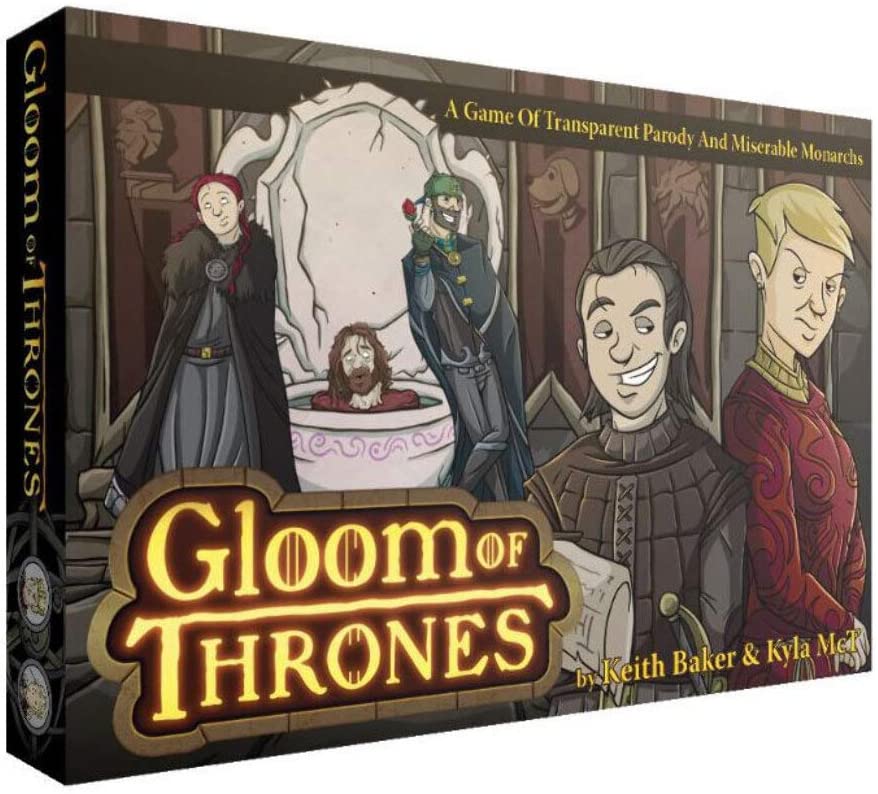 Gloom of Thrones
A Game Of Transparent Parody And Miserable Monarchs
Gloom of
Thrones
by Keith Baker & Kyla McT